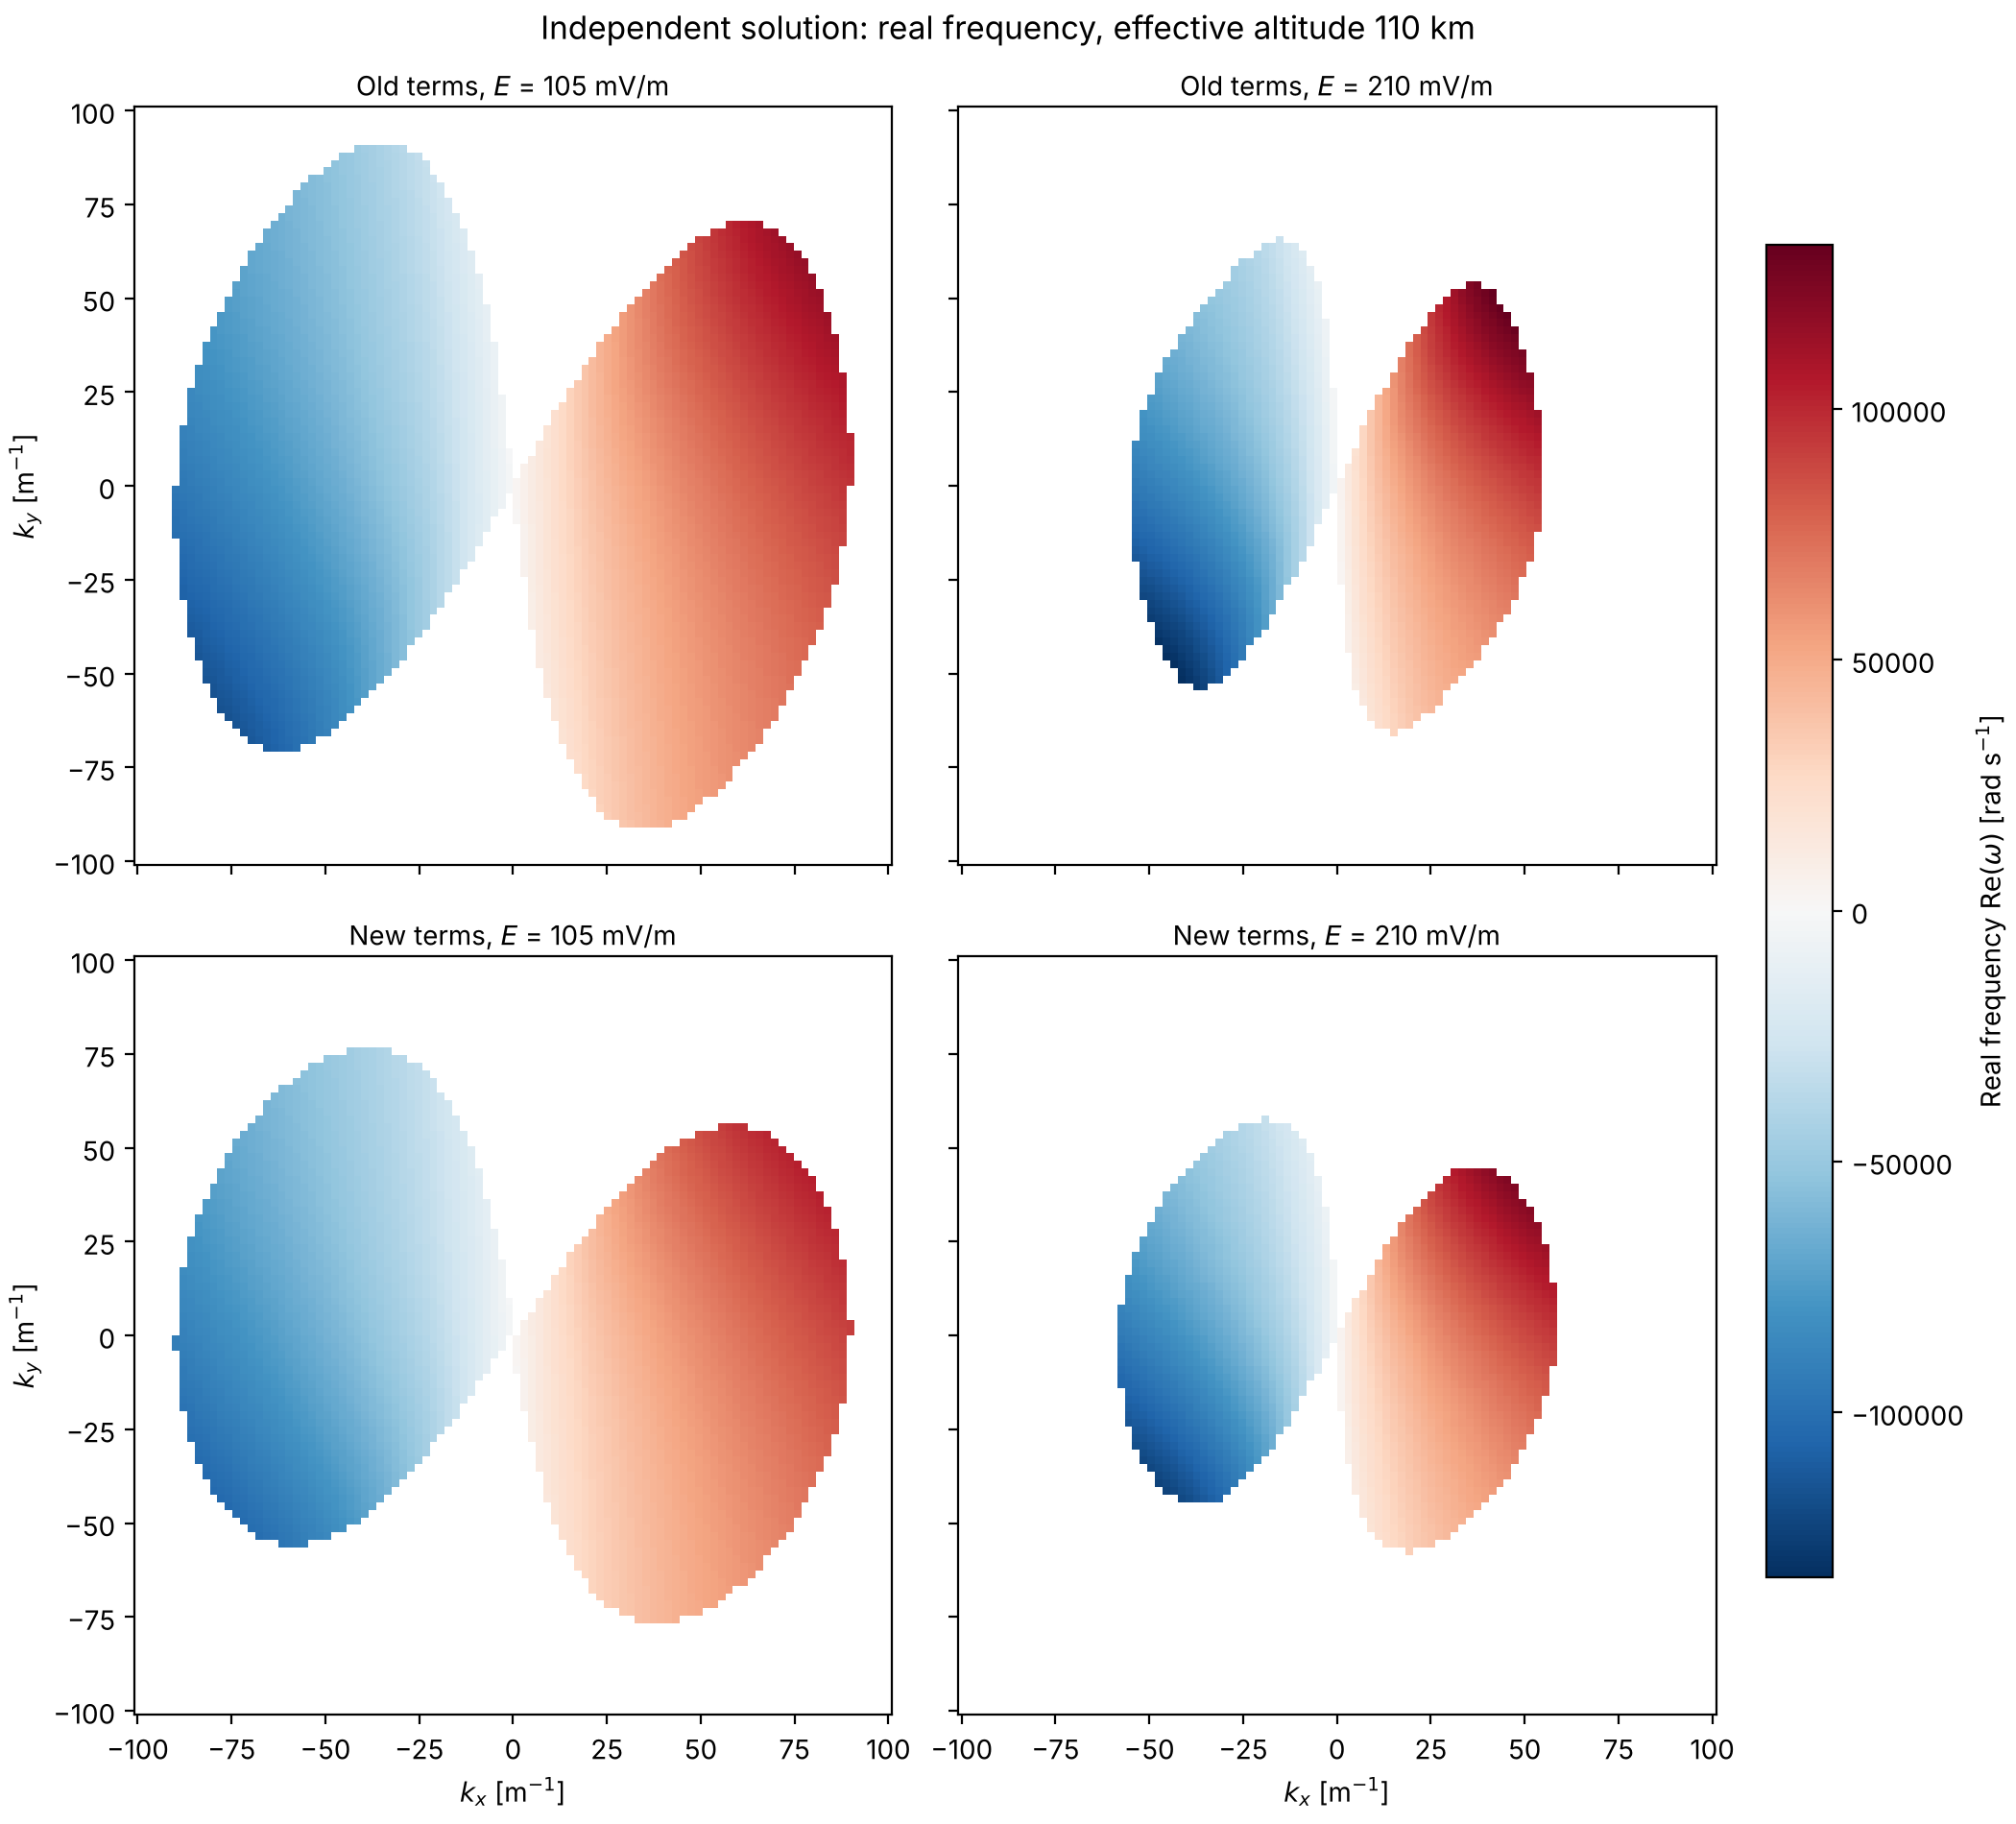 Independent solution: real frequency, effective altitude 110 km
Old terms, E = 105 mV/m
Old terms, E = 210 mV/m
100
75
50
25
0
−25
−50
−75
−100
k_y [m⁻¹]
New terms, E = 105 mV/m
New terms, E = 210 mV/m
100
75
50
25
0
−25
−50
−75
−100
k_y [m⁻¹]
−100 −75 −50 −25 0 25 50 75 100
k_x [m⁻¹]
−100 −75 −50 −25 0 25 50 75 100
k_x [m⁻¹]
100000
50000
0
−50000
−100000
Real frequency Re(ω) [rad s⁻¹]